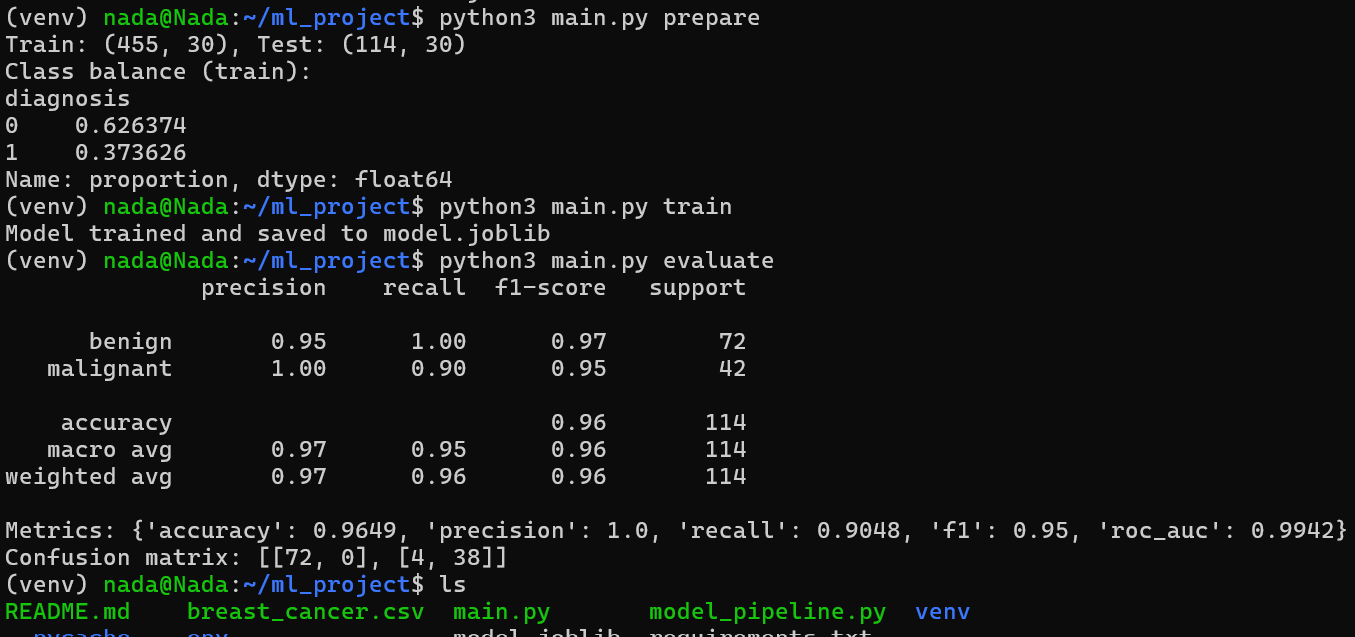 (venv) nada@Nada:~/ml_project$ python3 main.py prepare
Train: (455, 30), Test: (114, 30)
Class balance (train):
diagnosis
0    0.626374
1    0.373626
Name: proportion, dtype: float64
(venv) nada@Nada:~/ml_project$ python3 main.py train
Model trained and saved to model.joblib
(venv) nada@Nada:~/ml_project$ python3 main.py evaluate
              precision    recall  f1-score   support
      benign       0.95      1.00      0.97        72
   malignant       1.00      0.90      0.95        42
    accuracy                           0.96       114
   macro avg       0.97      0.95      0.96       114
weighted avg       0.97      0.96      0.96       114
Metrics: {'accuracy': 0.9649, 'precision': 1.0, 'recall': 0.9048, 'f1': 0.95, 'roc_auc': 0.9942}
Confusion matrix: [[72, 0], [4, 38]]
(venv) nada@Nada:~/ml_project$ ls
README.md    breast_cancer.csv  main.py       model_pipeline.py  venv
model.joblib  requirements.txt